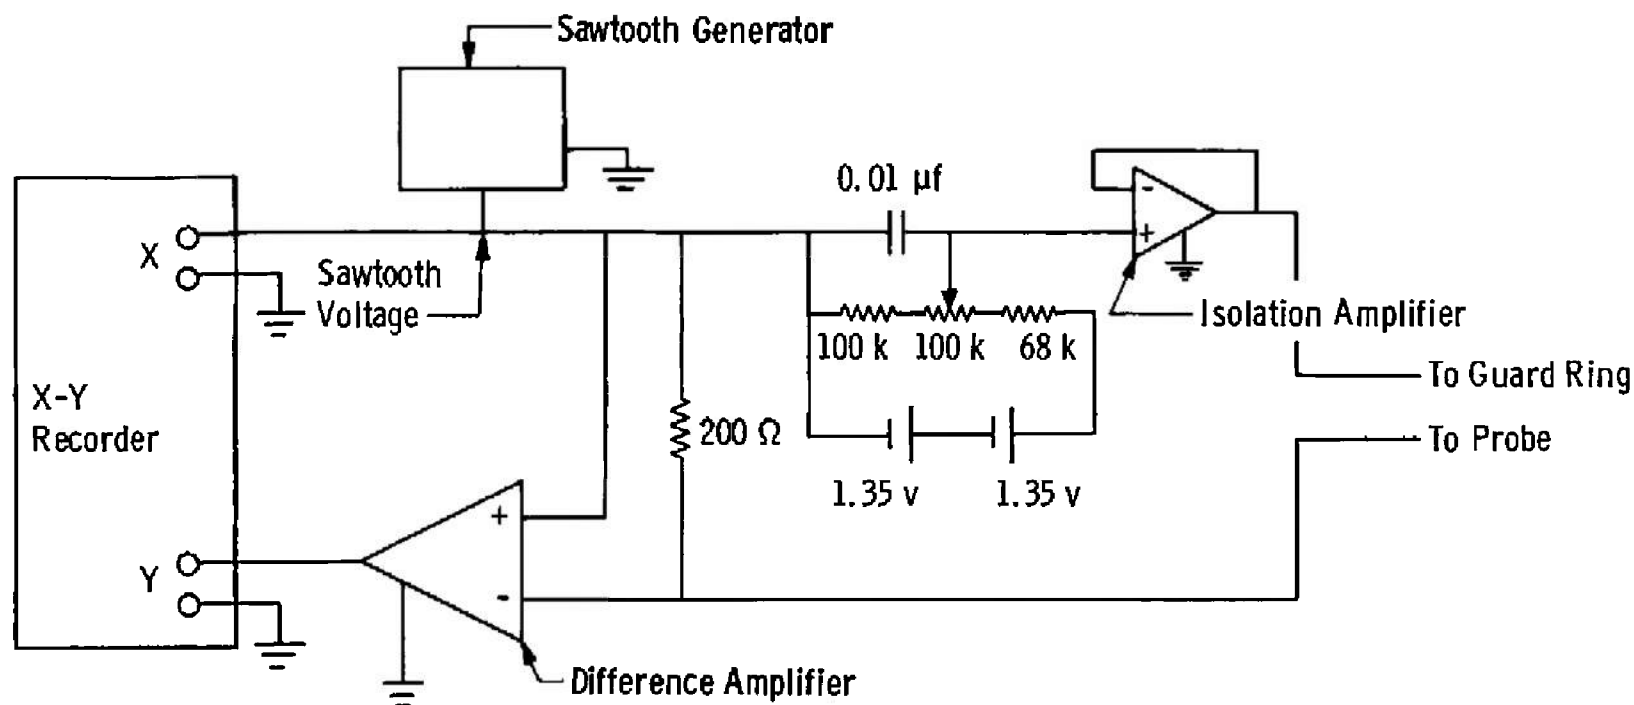 Sawtooth Generator
0.01 μf
X
Sawtooth
Voltage
-
+
Isolation Amplifier
100 k 100 k 68 k
To Guard Ring
X-Y
Recorder
200 Ω
To Probe
1.35 v 1.35 v
+
Y
-
Difference Amplifier